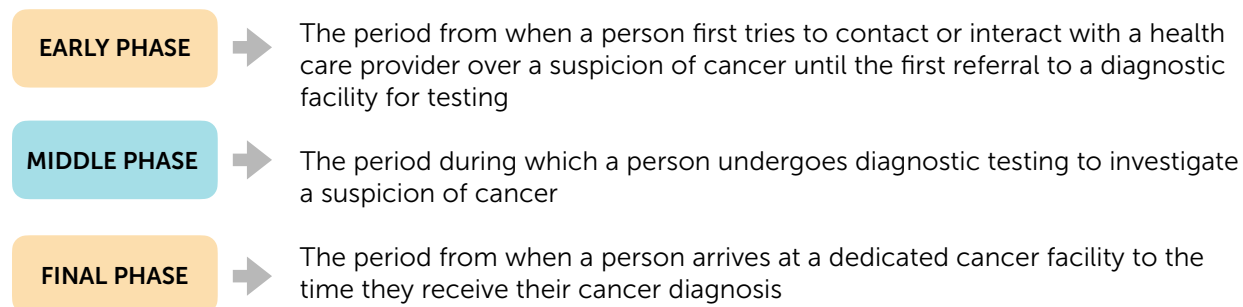 EARLY PHASE
The period from when a person first tries to contact or interact with a health
care provider over a suspicion of cancer until the first referral to a diagnostic
facility for testing
MIDDLE PHASE
The period during which a person undergoes diagnostic testing to investigate
a suspicion of cancer
FINAL PHASE
The period from when a person arrives at a dedicated cancer facility to the
time they receive their cancer diagnosis